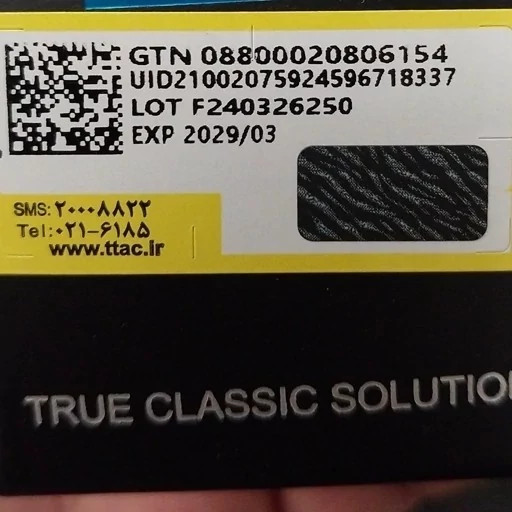 GTN 08800020806154
UID21002075924596718337
LOT F240326250
EXP 2029/03
SMS: ۲۰۰۰۸۸۲۲
Tel: ۰۲۱-۶۱۸۵
www.ttac.ir
TRUE CLASSIC SOLUTIO